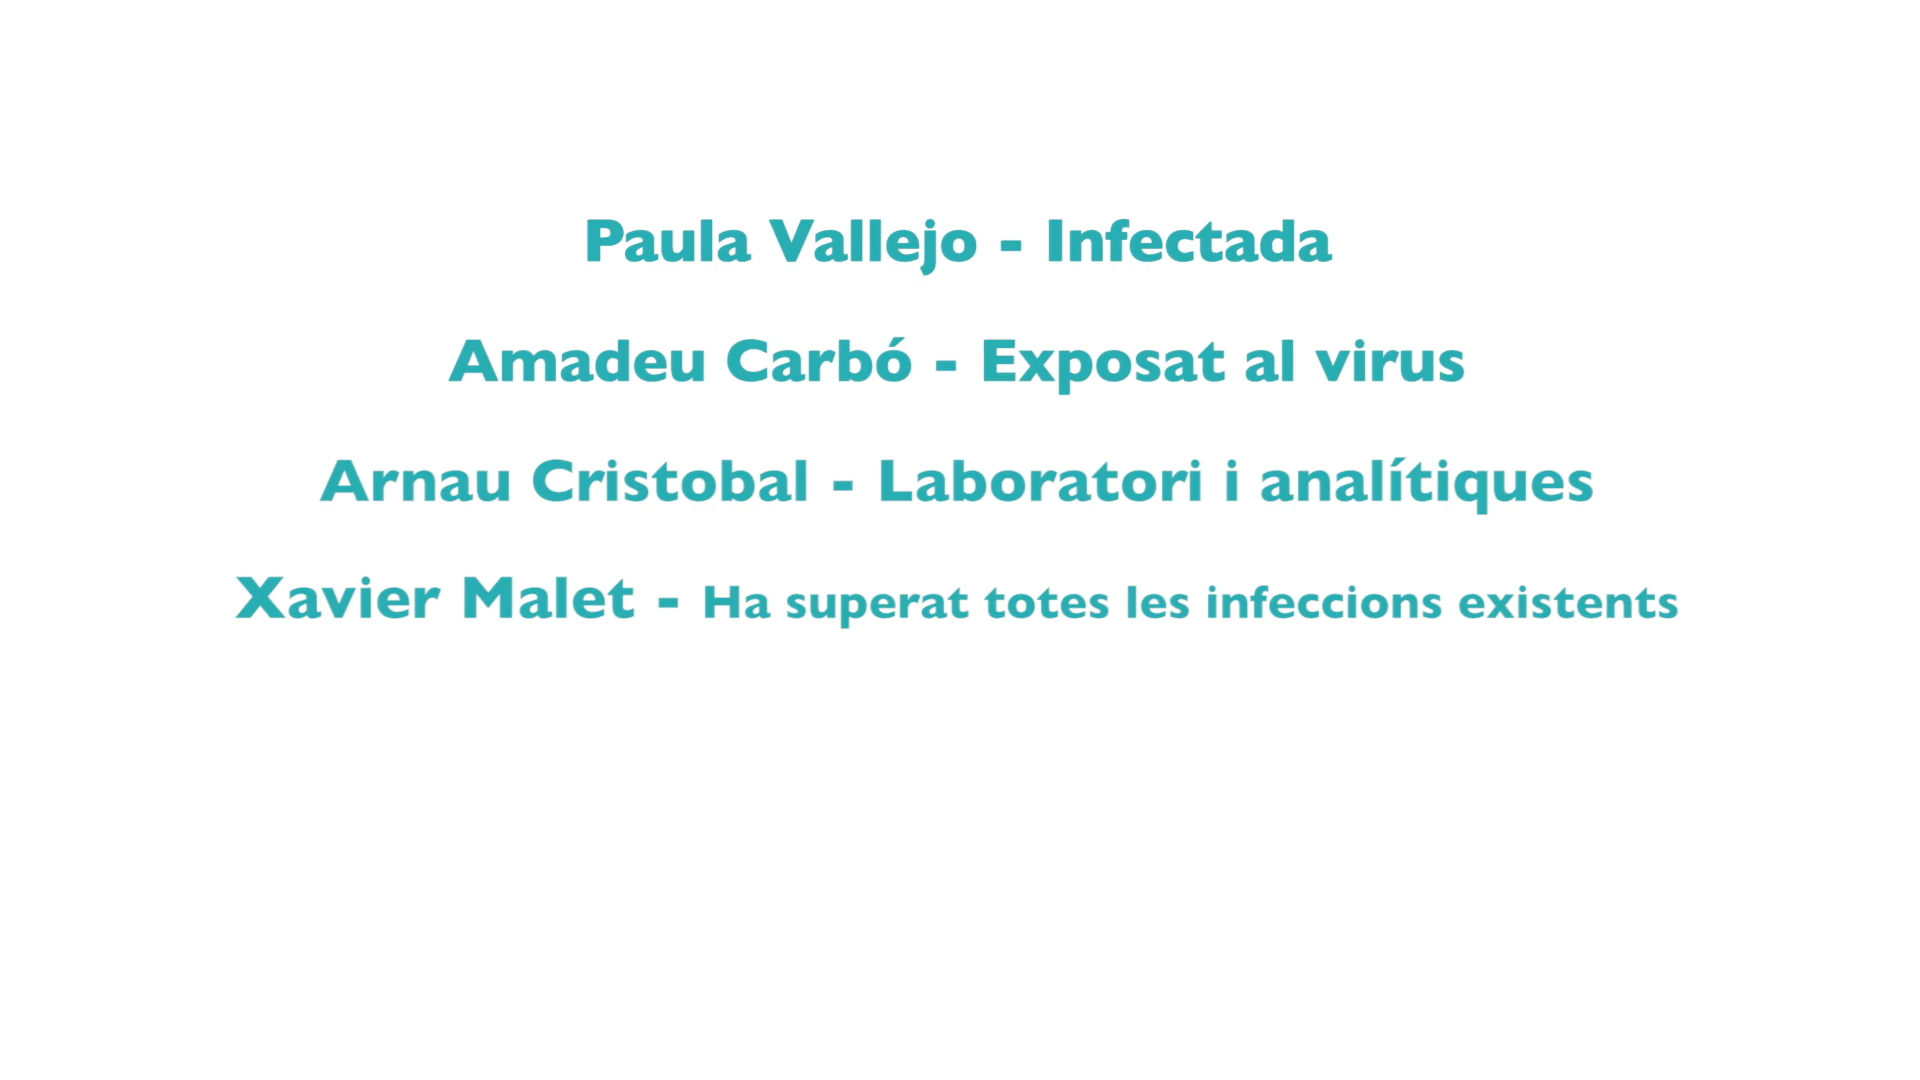 Paula Vallejo - Infectada
Amadeu Carbó - Exposat al virus
Arnau Cristobal - Laboratori i analítiques
Xavier Malet - Ha superat totes les infeccions existents